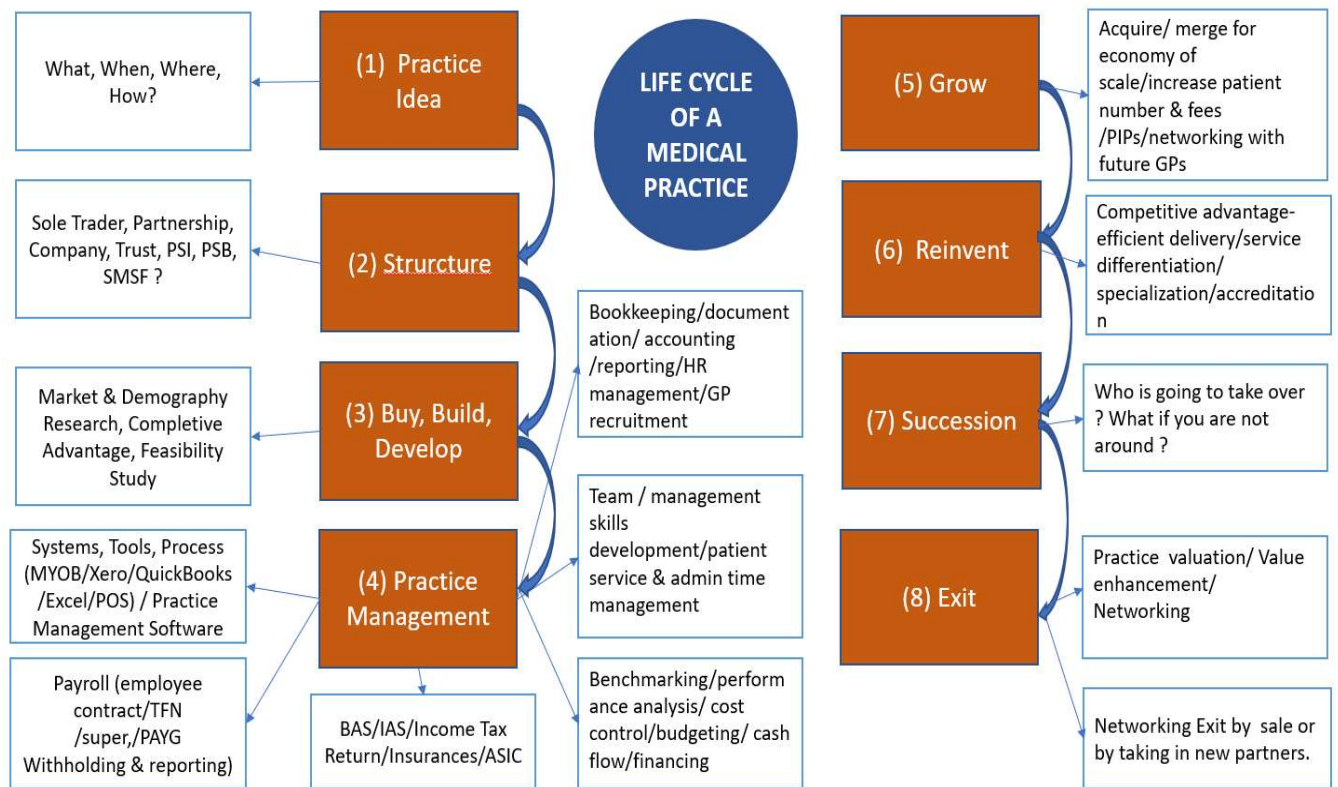 What, When, Where,
How?
(1) Practice
Idea
LIFE CYCLE
OF A
MEDICAL
PRACTICE
(5) Grow
Acquire/ merge for
economy of
scale/increase patient
number & fees
/PIPs/networking with
future GPs
Sole Trader, Partnership,
Company, Trust, PSI, PSB,
SMSF ?
(2) Strurcture
(6) Reinvent
Competitive advantage-
efficient delivery/service
differentiation/
specialization/accreditatio
n
Bookkeeping/document
ation/ accounting
/reporting/HR
management/GP
recruitment
Market & Demography
Research, Completive
Advantage, Feasibility
Study
(3) Buy, Build,
Develop
(7) Succession
Who is going to take over
? What if you are not
around ?
Team / management
skills
development/patient
service & admin time
management
Systems, Tools, Process
(MYOB/Xero/QuickBooks
/Excel/POS) / Practice
Management Software
(4) Practice
Management
(8) Exit
Practice valuation/ Value
enhancement/
Networking
Payroll (employee
contract/TFN
/super,/PAYG
Withholding & reporting)
BAS/IAS/Income Tax
Return/Insurances/ASIC
Benchmarking/perform
ance analysis/ cost
control/budgeting/ cash
flow/financing
Networking Exit by sale or
by taking in new partners.